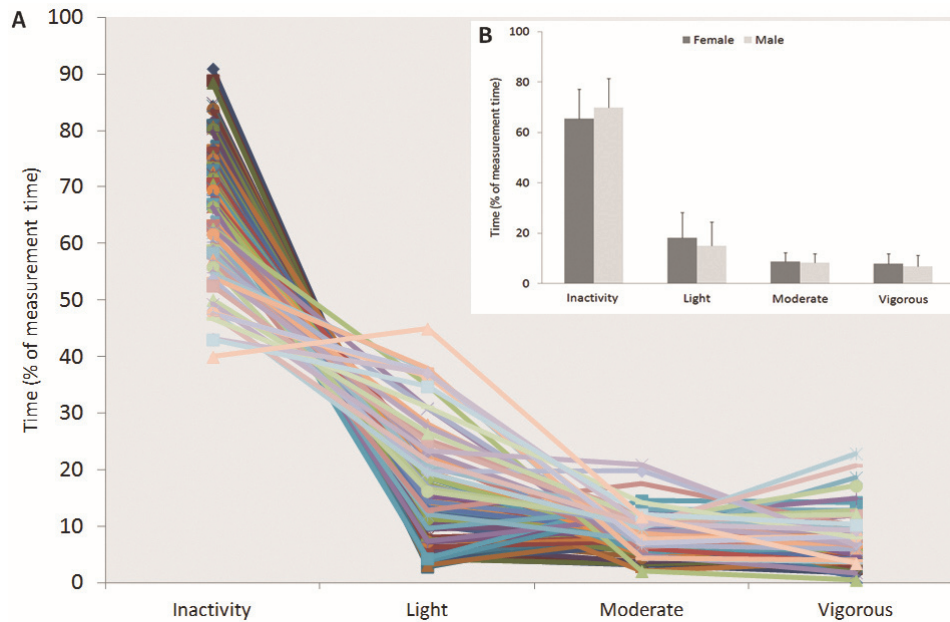 A
Time (% of measurement time)
100
90
80
70
60
50
40
30
20
10
0
Inactivity Light Moderate Vigorous
B
Female Male
Time (% of measurement time)
100
80
60
40
20
0
Inactivity Light Moderate Vigorous